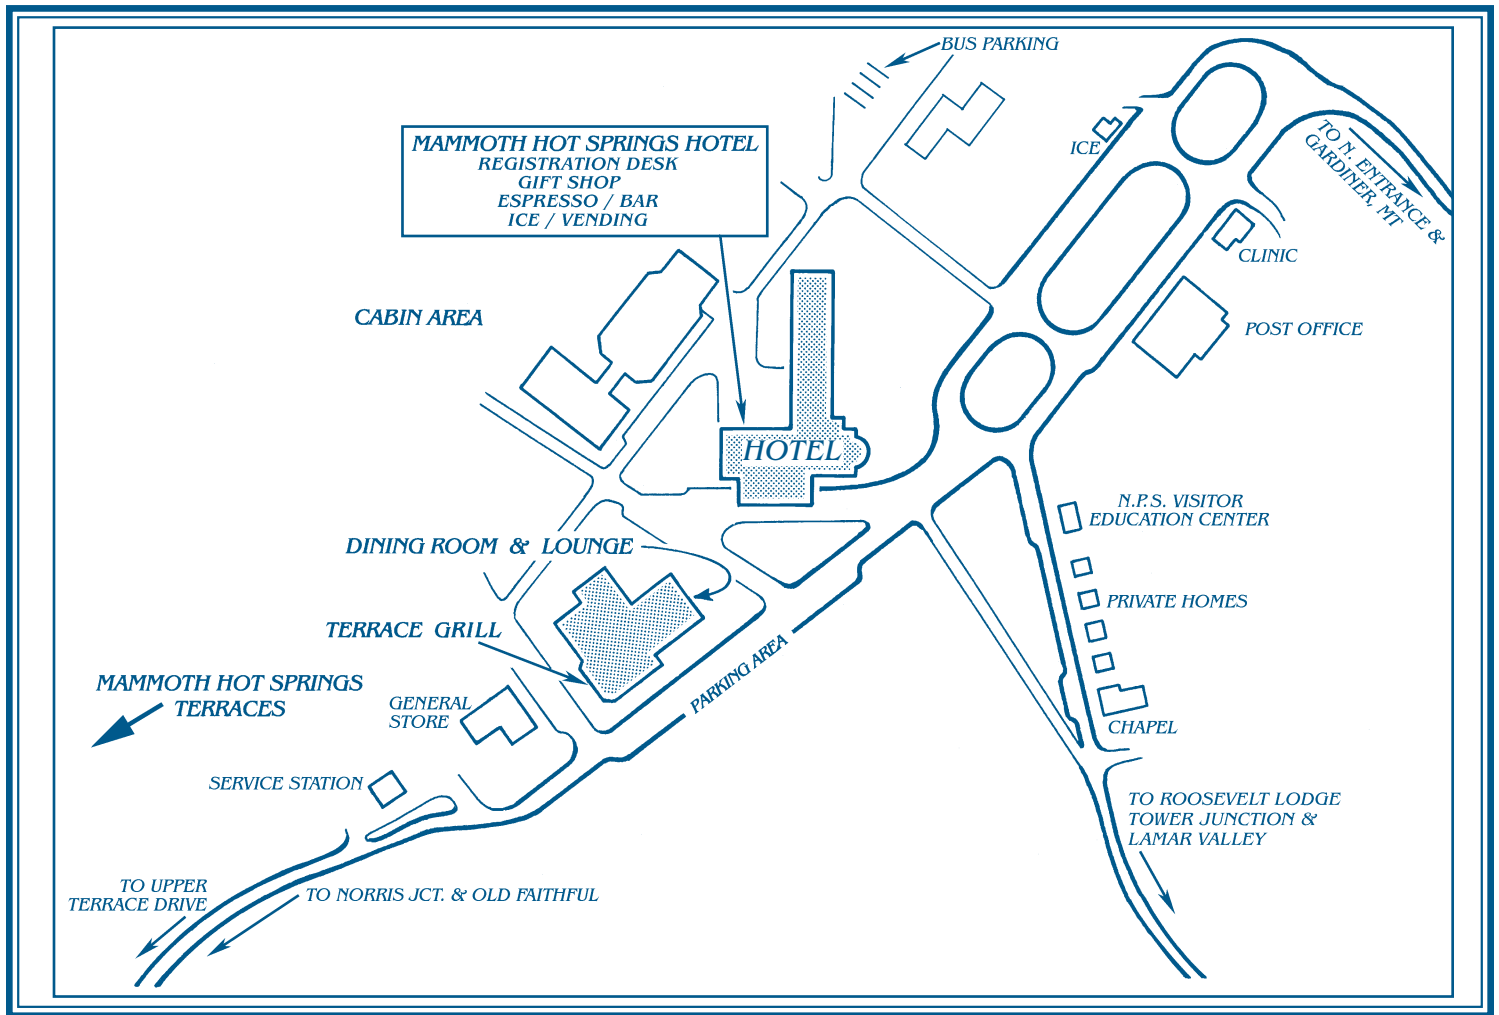 BUS PARKING
MAMMOTH HOT SPRINGS HOTEL
REGISTRATION DESK
GIFT SHOP
ESPRESSO / BAR
ICE / VENDING
ICE
TO N. ENTRANCE &
GARDINER, MT
CLINIC
CABIN AREA
POST OFFICE
HOTEL
N.P.S. VISITOR
EDUCATION CENTER
DINING ROOM & LOUNGE
PRIVATE HOMES
TERRACE GRILL
PARKING AREA
MAMMOTH HOT SPRINGS
TERRACES
GENERAL
STORE
CHAPEL
SERVICE STATION
TO ROOSEVELT LODGE
TOWER JUNCTION &
LAMAR VALLEY
TO UPPER
TERRACE DRIVE
TO NORRIS JCT. & OLD FAITHFUL